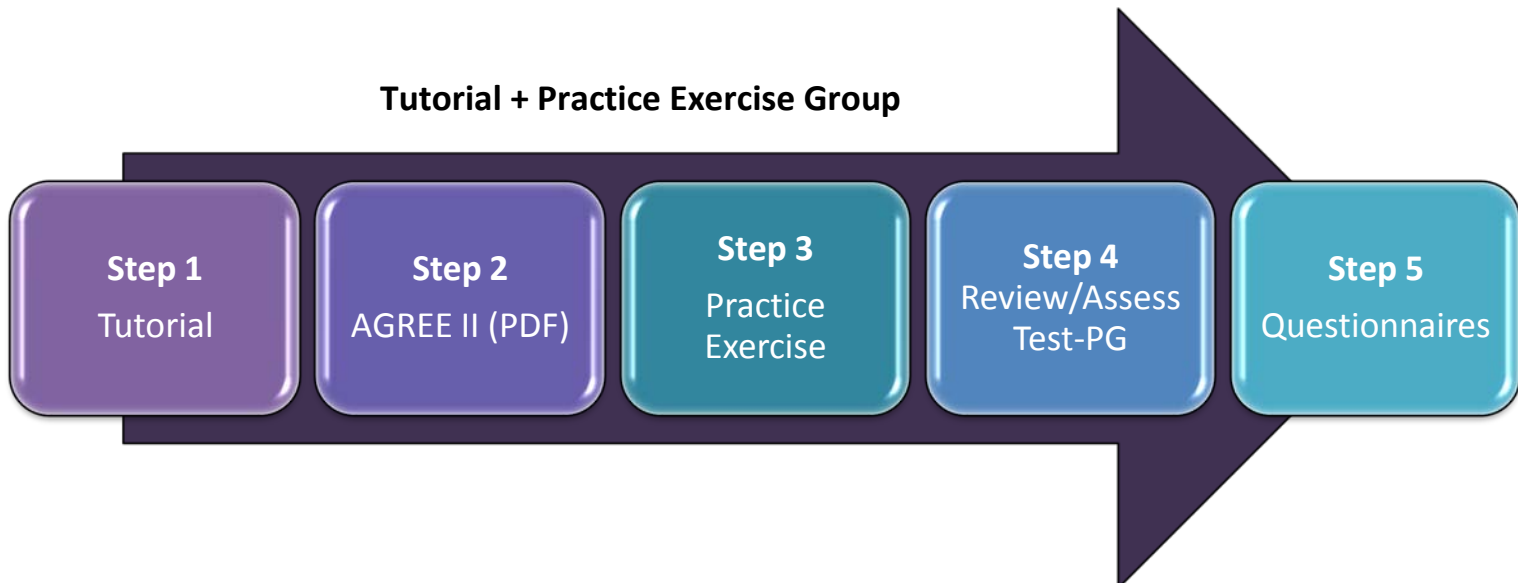 Tutorial + Practice Exercise Group
Step 1
Tutorial
Step 2
AGREE II (PDF)
Step 3
Practice
Exercise
Step 4
Review/Assess
Test-PG
Step 5
Questionnaires